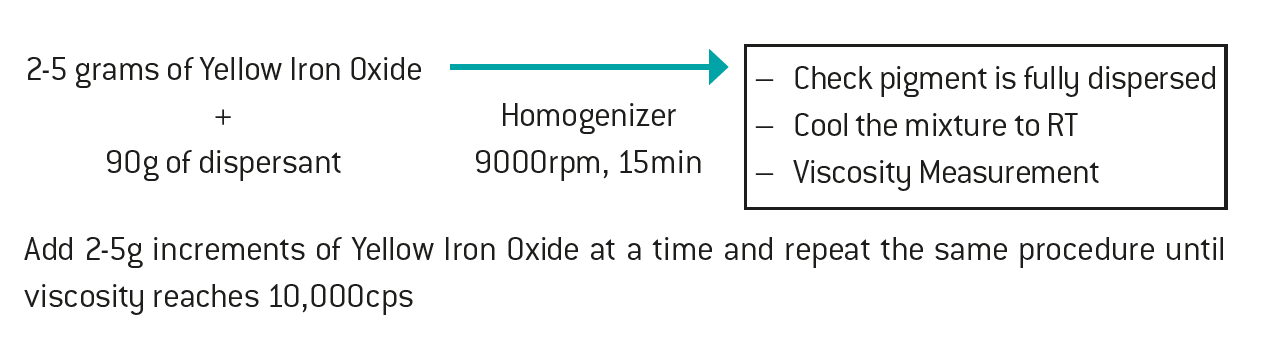 2-5 grams of Yellow Iron Oxide
+
90g of dispersant
Homogenizer
9000rpm, 15min
– Check pigment is fully dispersed
– Cool the mixture to RT
– Viscosity Measurement
Add 2-5g increments of Yellow Iron Oxide at a time and repeat the same procedure until
viscosity reaches 10,000cps